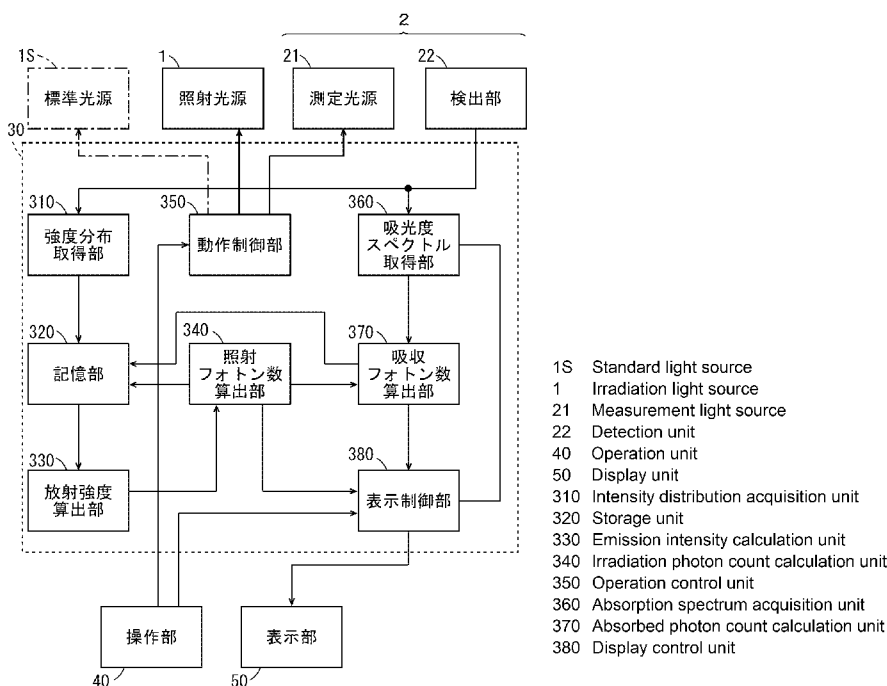 2
1S
1
21
22
標準光源
照射光源
測定光源
検出部
30
310
350
360
強度分布
取得部
動作制御部
吸光度
スペクトル
取得部
320
340
370
記憶部
照射
フォトン数
算出部
吸収
フォトン数
算出部
330
380
放射強度
算出部
表示制御部
操作部
表示部
40
50
1S Standard light source
1 Irradiation light source
21 Measurement light source
22 Detection unit
40 Operation unit
50 Display unit
310 Intensity distribution acquisition unit
320 Storage unit
330 Emission intensity calculation unit
340 Irradiation photon count calculation unit
350 Operation control unit
360 Absorption spectrum acquisition unit
370 Absorbed photon count calculation unit
380 Display control unit